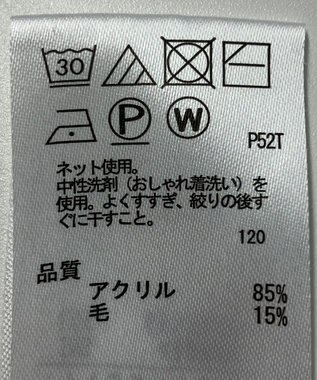 30
P W P52T
ネット使用。
中性洗剤（おしゃれ着洗い）を
使用。よくすすぎ、絞りの後す
ぐに干すこと。
120
品質
アクリル 85%
毛 15%